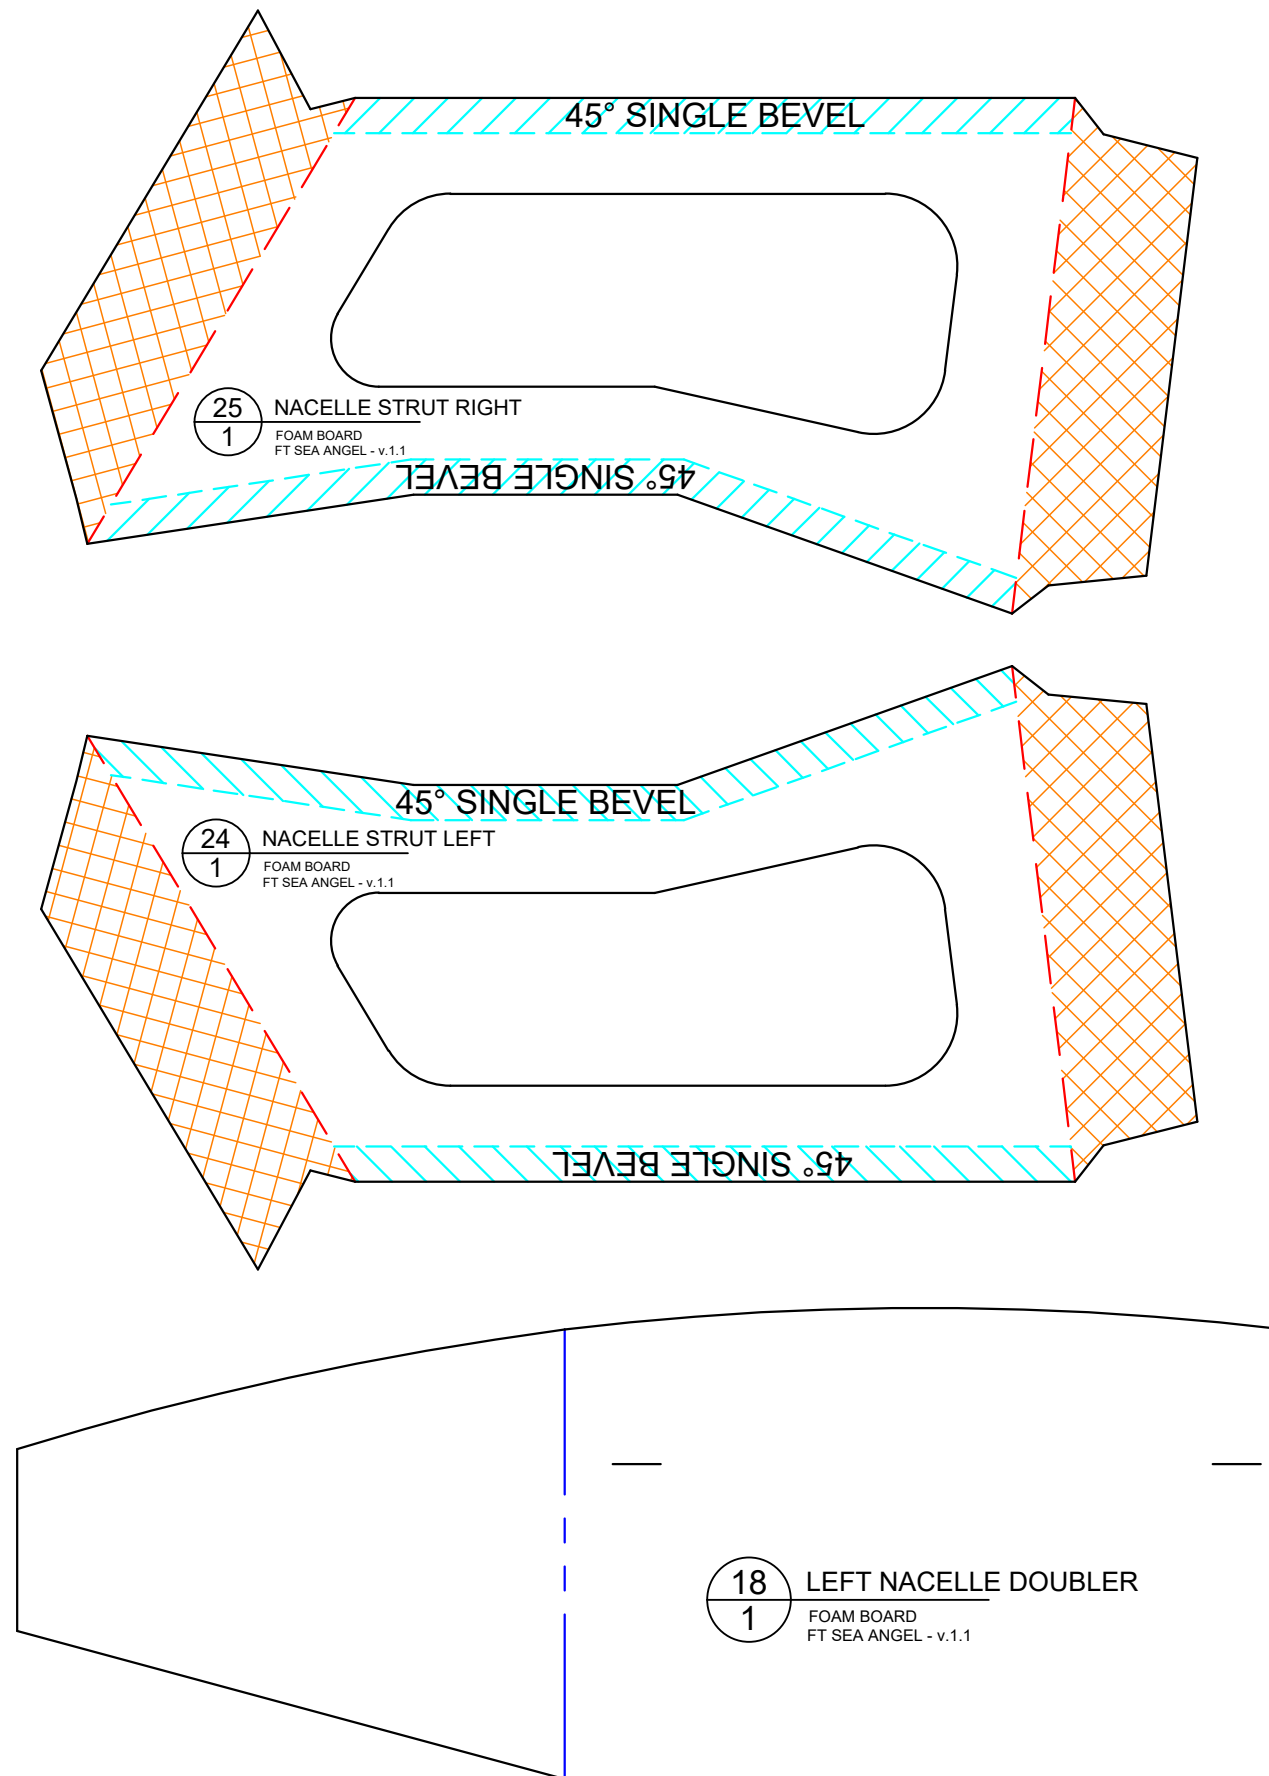 45° SINGLE BEVEL
25
1
NACELLE STRUT RIGHT
FOAM BOARD
FT SEA ANGEL - v.1.1
45° SINGLE BEVEL
45° SINGLE BEVEL
24
1
NACELLE STRUT LEFT
FOAM BOARD
FT SEA ANGEL - v.1.1
45° SINGLE BEVEL
18
1
LEFT NACELLE DOUBLER
FOAM BOARD
FT SEA ANGEL - v.1.1